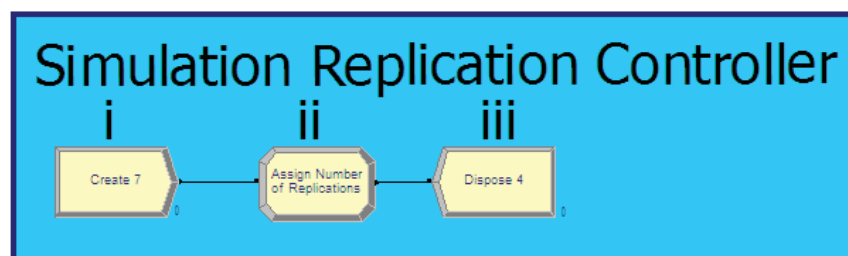 Simulation Replication Controller
i ii iii
Create 7
0
Assign Number
of Replications
Dispose 4
0